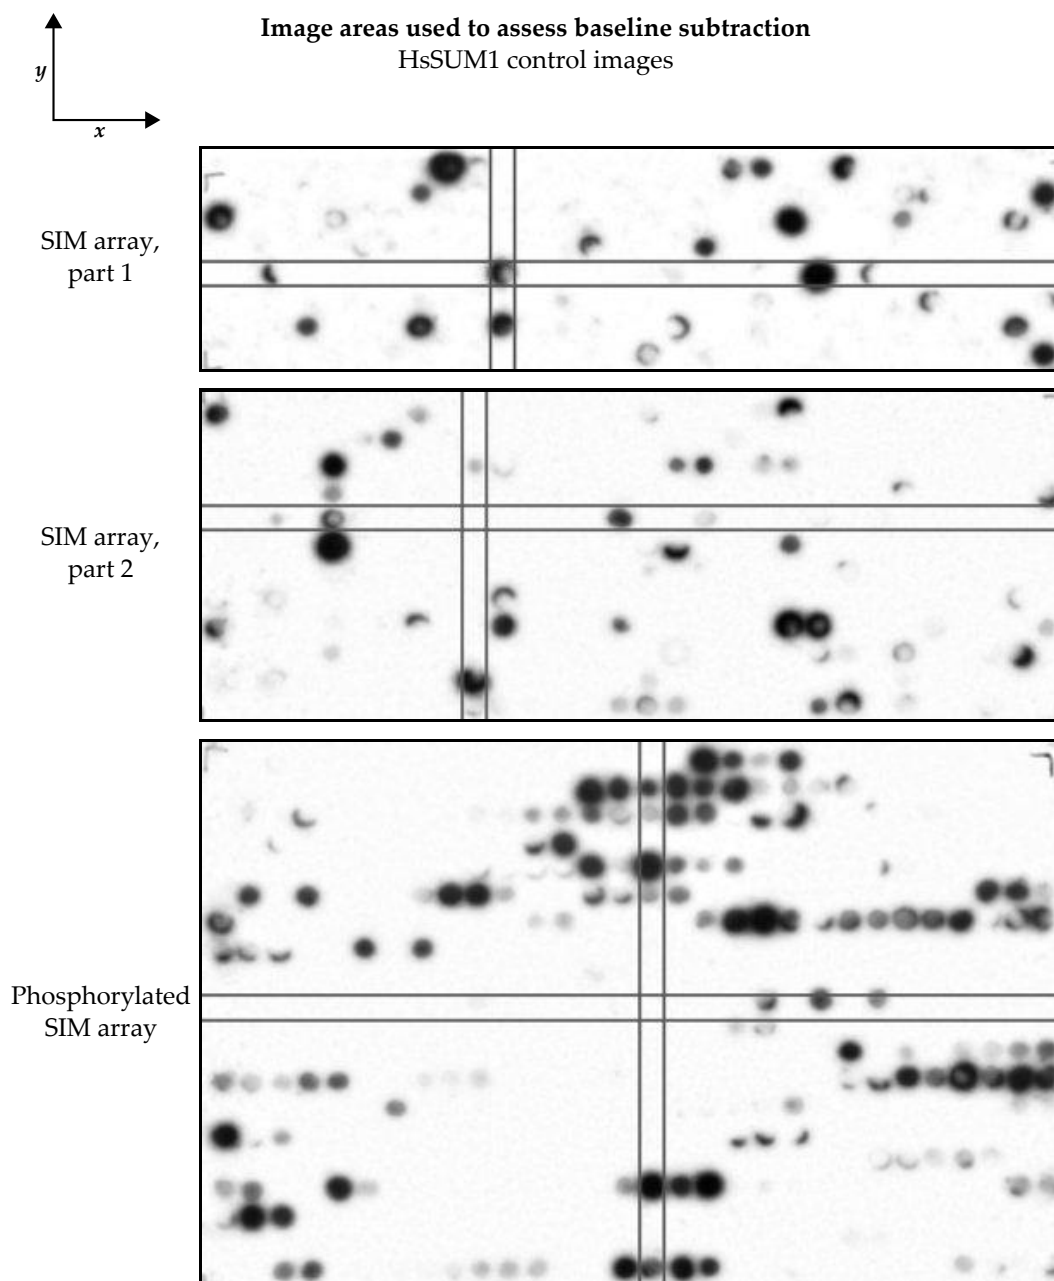 Image areas used to assess baseline subtraction
HsSUM1 control images
y
x
SIM array,
part 1
SIM array,
part 2
Phosphorylated
SIM array